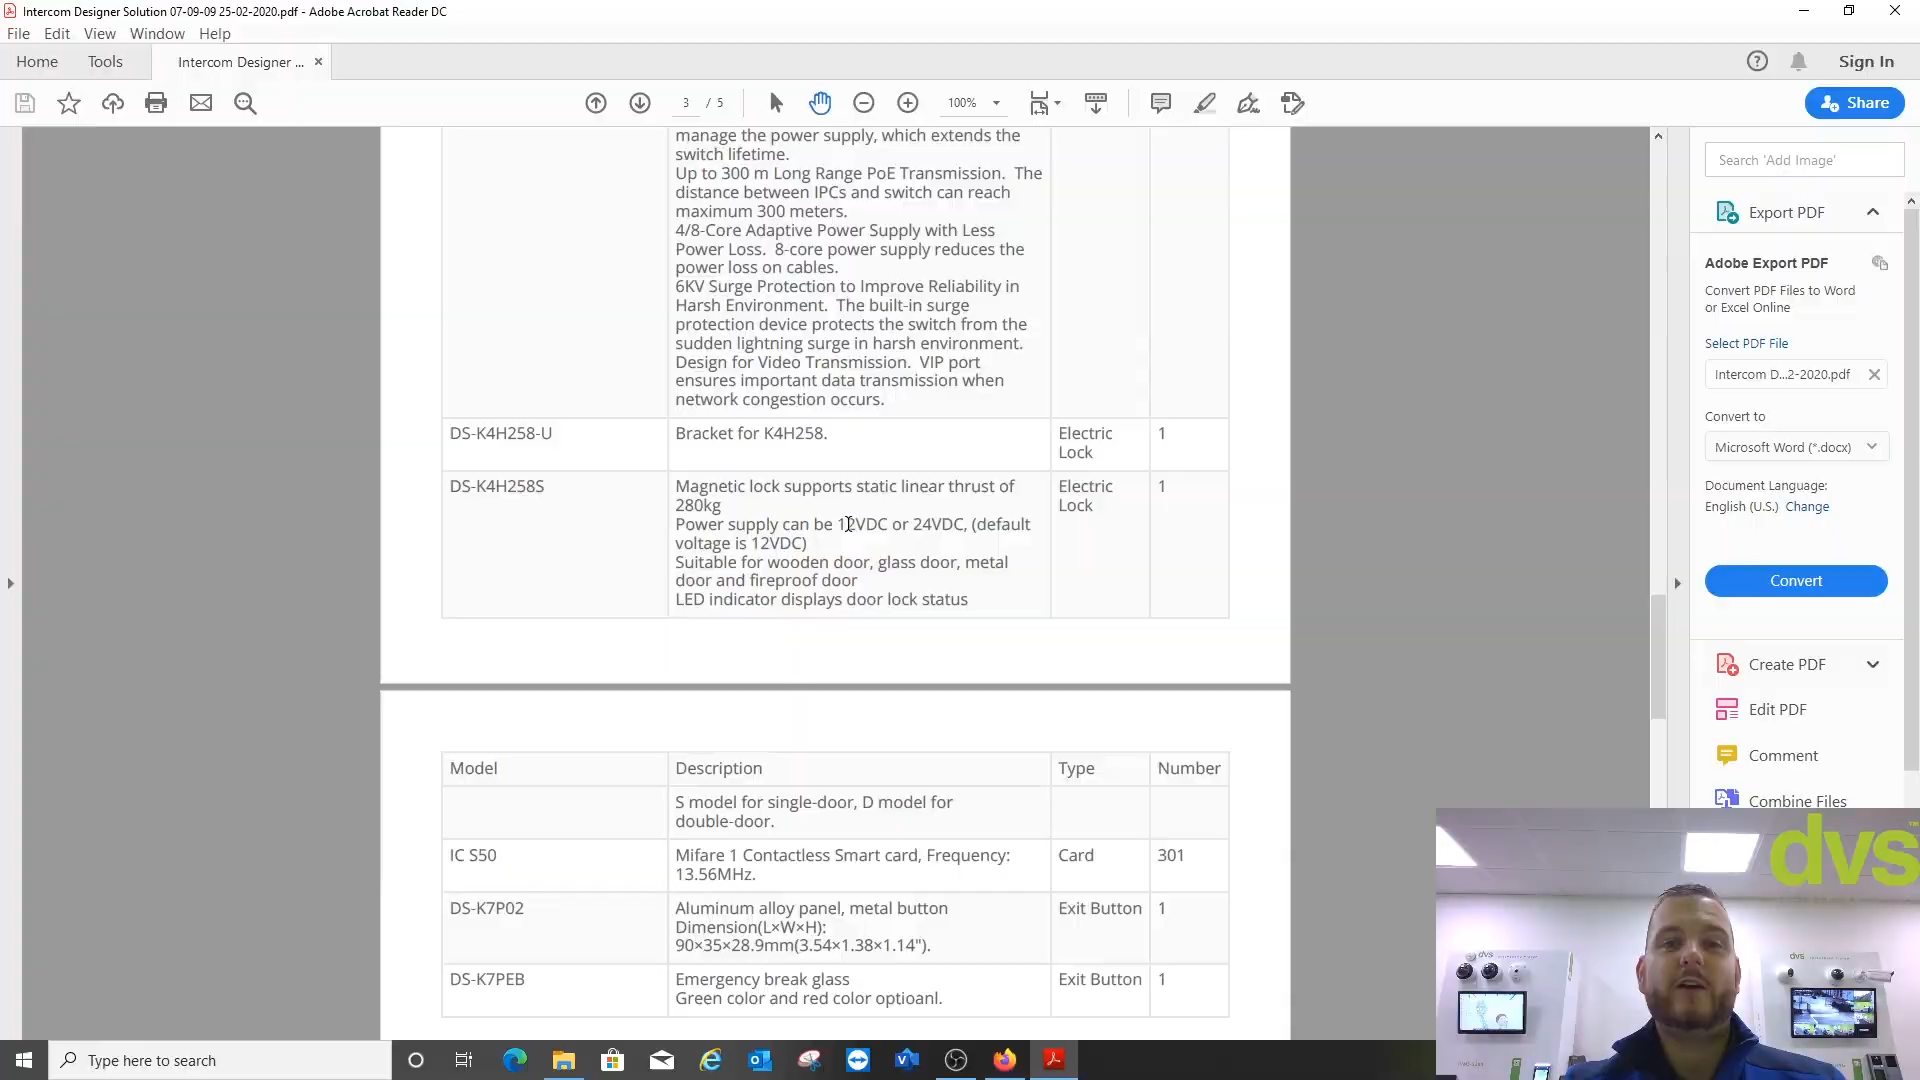 Intercom Designer Solution 07-09-09 25-02-2020.pdf - Adobe Acrobat Reader DC
File Edit View Window Help
Home Tools Intercom Designer ... × Sign In
3 / 5 100% Share
manage the power supply, which extends the
switch lifetime.
Up to 300 m Long Range PoE Transmission. The
distance between IPCs and switch can reach
maximum 300 meters.
4/8-Core Adaptive Power Supply with Less
Power Loss. 8-core power supply reduces the
power loss on cables.
6KV Surge Protection to Improve Reliability in
Harsh Environment. The built-in surge
protection device protects the switch from the
sudden lightning surge in harsh environment.
Design for Video Transmission. VIP port
ensures important data transmission when
network congestion occurs.
DS-K4H258-U Bracket for K4H258. Electric 1
Lock
DS-K4H258S Magnetic lock supports static linear thrust of Electric 1
280kg Lock
Power supply can be 12VDC or 24VDC, (default
voltage is 12VDC)
Suitable for wooden door, glass door, metal
door and fireproof door
LED indicator displays door lock status
Model Description Type Number
S model for single-door, D model for
double-door.
IC S50 Mifare 1 Contactless Smart card, Frequency: Card 301
13.56MHz.
DS-K7P02 Aluminum alloy panel, metal button Exit Button 1
Dimension(L×W×H):
90×35×28.9mm(3.54×1.38×1.14").
DS-K7PEB Emergency break glass Exit Button 1
Green color and red color optioanl.
Search 'Add Image'
Export PDF
Adobe Export PDF
Convert PDF Files to Word
or Excel Online
Select PDF File
Intercom D...2-2020.pdf
Convert to
Microsoft Word (*.docx)
Document Language:
English (U.S.) Change
Convert
Create PDF
Edit PDF
Comment
Combine Files
dvs™
dvs
dvs
Type here to search